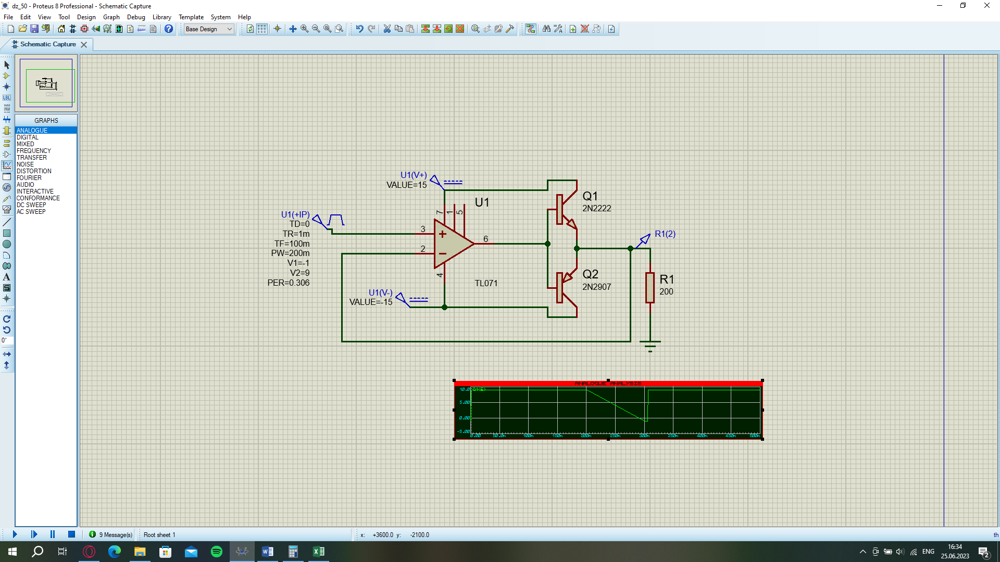 dz_50 - Proteus 8 Professional - Schematic Capture
File Edit View Tool Design Graph Debug Library Template System Help
Base Design
Schematic Capture
LBL
GRAPHS
ANALOGUE
DIGITAL
MIXED
FREQUENCY
TRANSFER
NOISE
DISTORTION
FOURIER
AUDIO
INTERACTIVE
CONFORMANCE
DC SWEEP
AC SWEEP
0°
U1(V+)
VALUE=15
U1
7
1
5
U1(+IP)
TD=0
TR=1m
TF=100m
PW=200m
V1=-1
V2=9
PER=0.306
3
2
6
4
TL071
U1(V-)
VALUE=-15
Q1
2N2222
R1(2)
Q2
2N2907
R1
200
ANALOGUE ANALYSIS
10.0
5.00
0.00
-5.00
0.00 50.0m 100m 150m 200m 250m 300m 350m 400m 450m 500m
9 Message(s)
Root sheet 1
x: +3600.0 y: -2100.0
th
ENG
16:34
25.06.2023
2